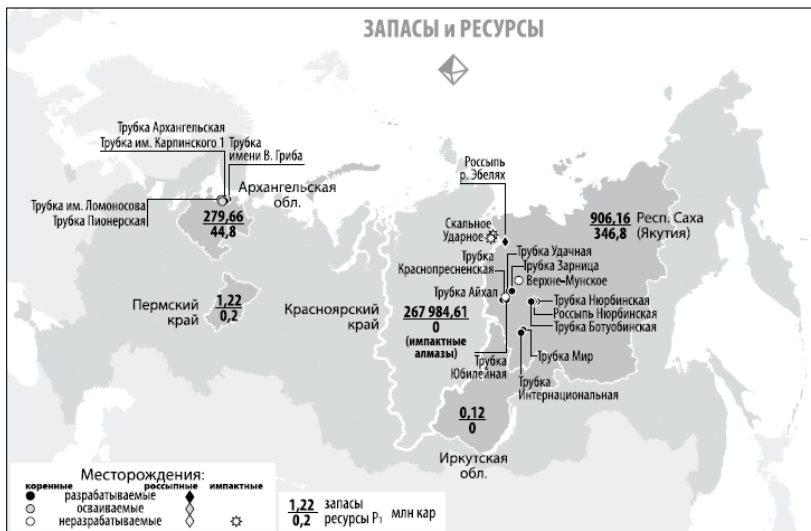 ЗАПАСЫ и РЕСУРСЫ
Трубка Архангельская
Трубка им. Карпинского 1
Трубка
имени В. Гриба
Архангельская
обл.
Трубка им. Ломоносова
Трубка Пионерская
279,66
44,8
Пермский
край
1,22
0,2
Россыпь
р. Эбелях
Скальное
Ударное
906,16
346,8
Респ. Саха
(Якутия)
Трубка Удачная
Трубка
Краснопресненская
Трубка Зарница
Верхне-Мунское
Трубка Айхал
Красноярский
край
267 984,61
0
(импактные
алмазы)
Трубка Нюрбинская
Россыпь Нюрбинская
Трубка Ботуобинская
Трубка
Юбилейная
Трубка Мир
Трубка
Интернациональная
0,12
0
Иркутская
обл.
Месторождения:
коренные россыпные импактные
разрабатываемые
осваиваемые
неразрабатываемые
1,22 запасы
0,2 ресурсы Р₁
млн кар